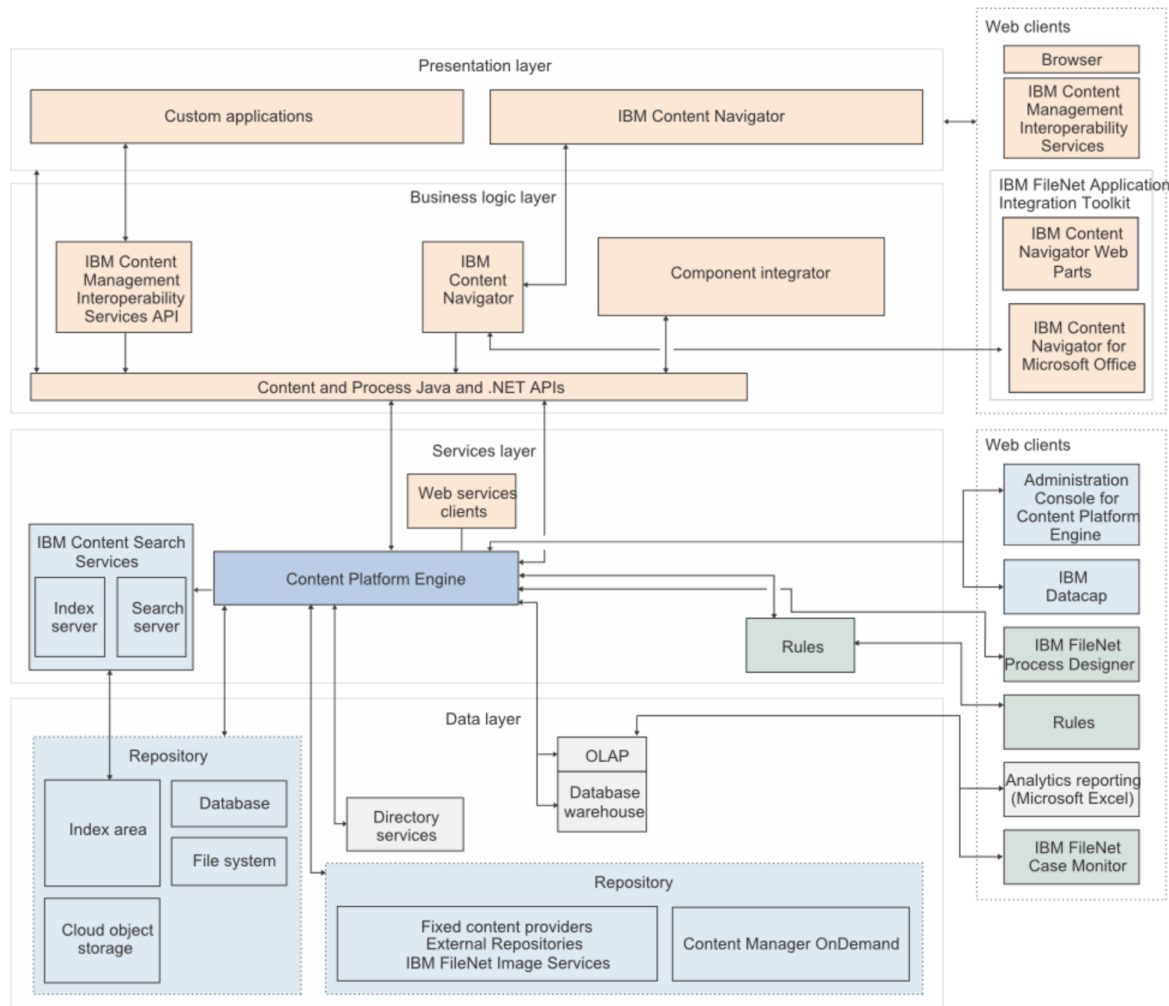 Web clients
Presentation layer
Browser
Custom applications
IBM Content Navigator
IBM Content
Management
Interoperability
Services
Business logic layer
IBM FileNet Application
Integration Toolkit
IBM Content
Management
Interoperability
Services API
IBM
Content
Navigator
Component integrator
IBM Content
Navigator Web
Parts
IBM Content
Navigator for
Microsoft Office
Content and Process Java and .NET APIs
Services layer
Web clients
Web services
clients
Administration
Console for
Content Platform
Engine
IBM Content Search
Services
Index
server
Search
server
Content Platform Engine
IBM
Datacap
Rules
IBM FileNet
Process Designer
Rules
Data layer
Repository
Index area
Database
File system
Cloud object
storage
Directory
services
OLAP
Database
warehouse
Analytics reporting
(Microsoft Excel)
IBM FileNet
Case Monitor
Repository
Fixed content providers
External Repositories
IBM FileNet Image Services
Content Manager OnDemand